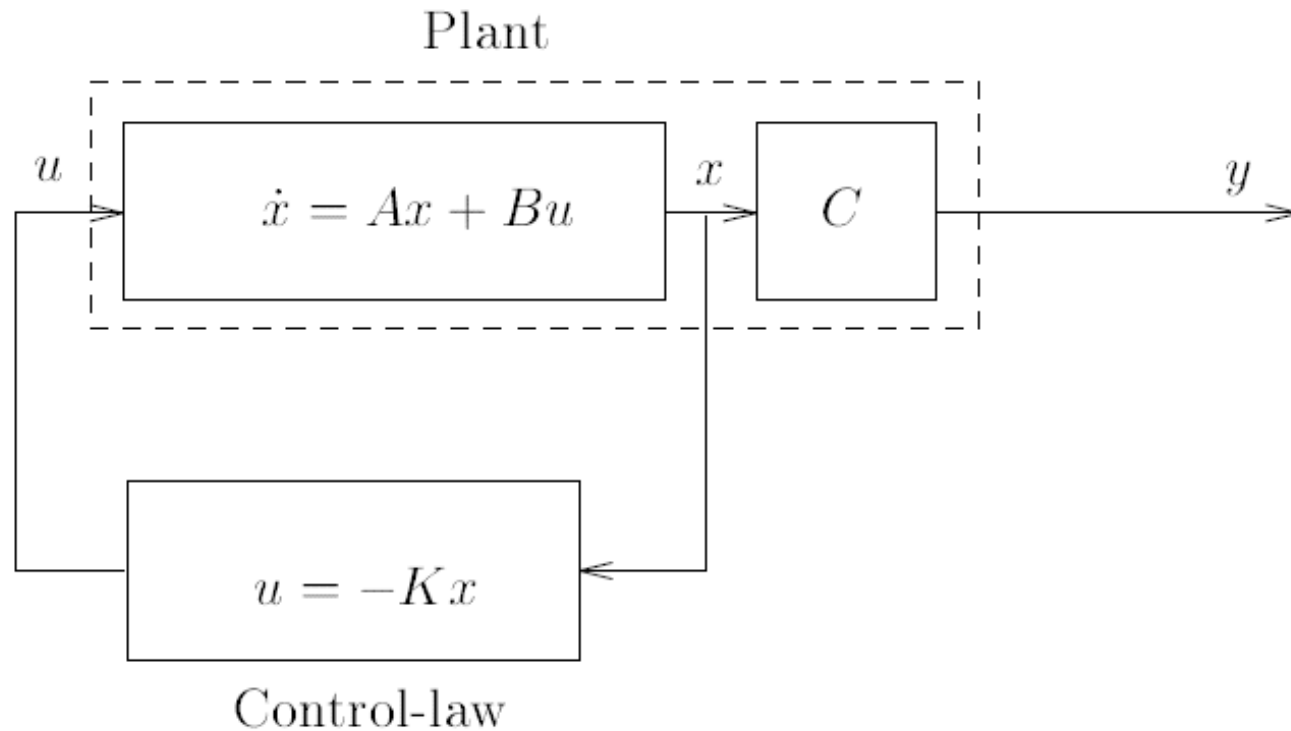 Plant
u
ẋ = Ax + Bu
x
C
y
u = −Kx
Control-law